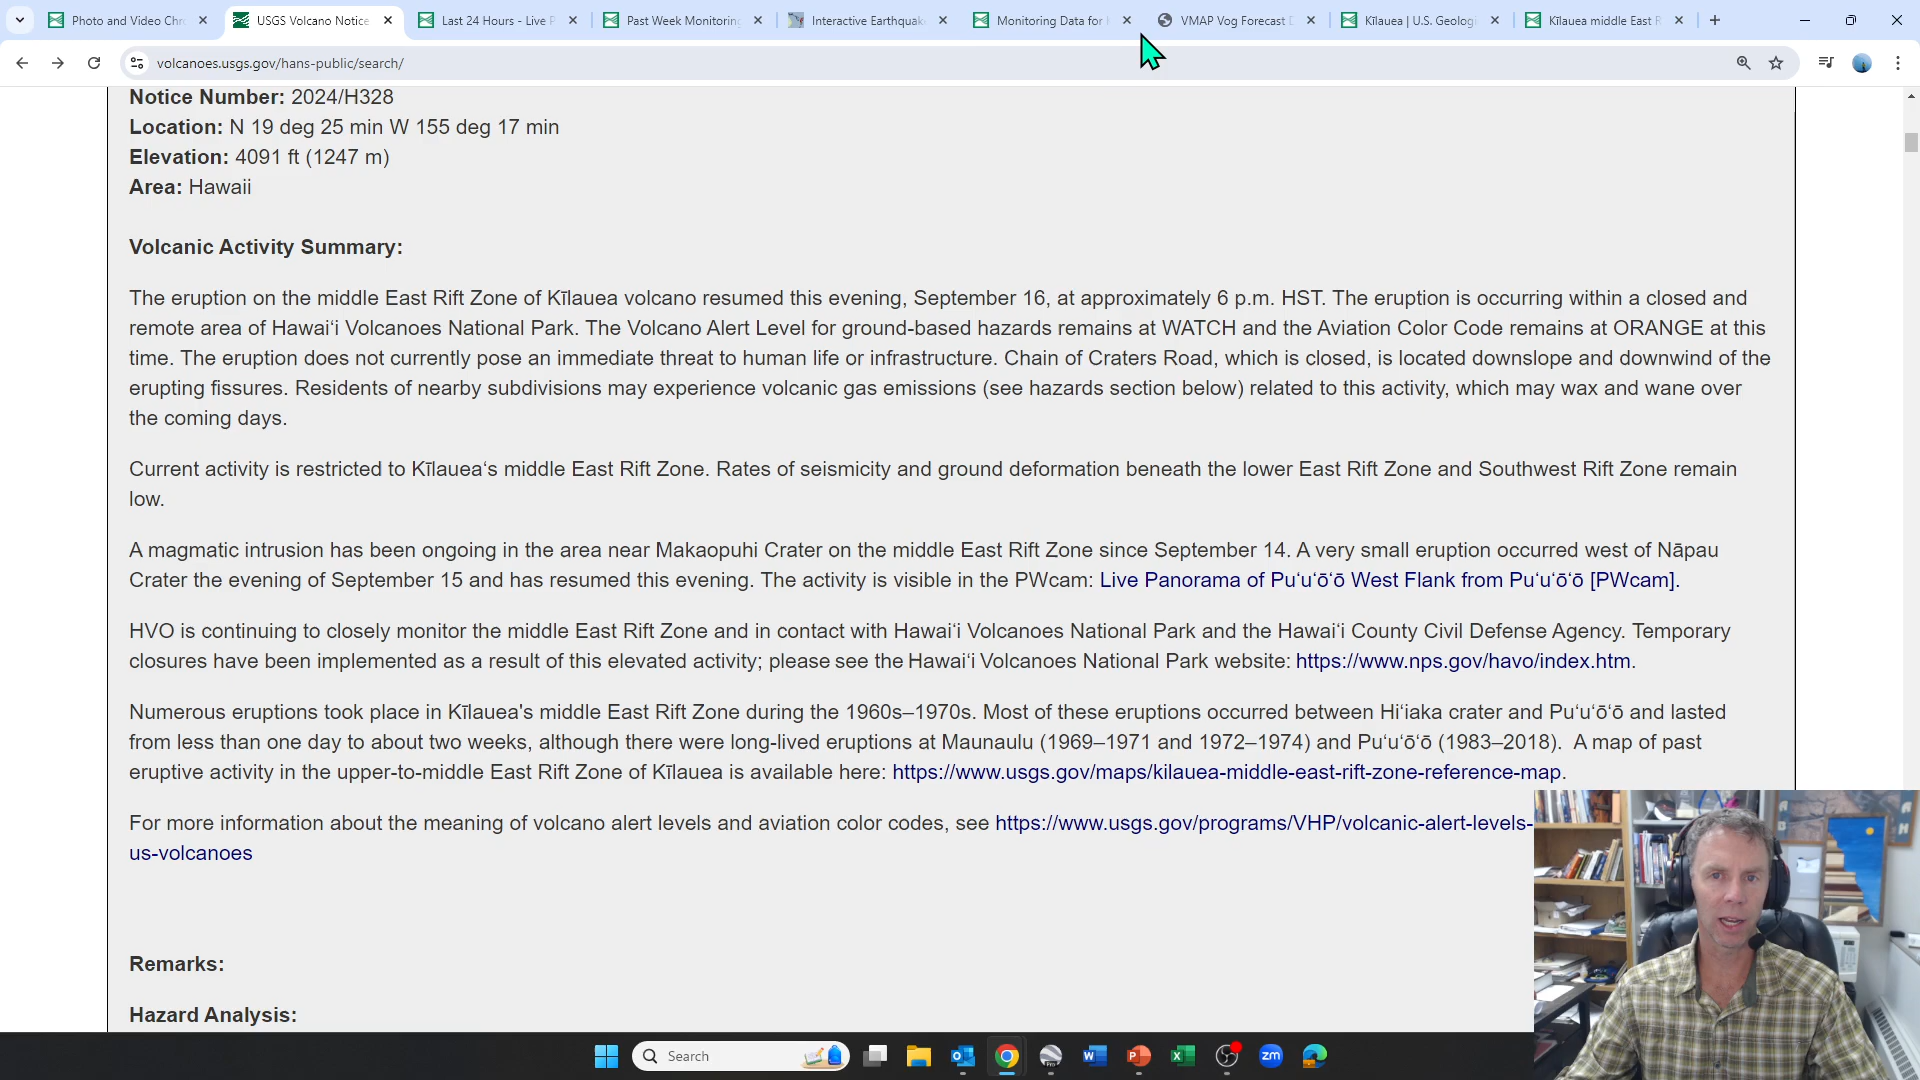 Photo and Video Chr
USGS Volcano Notice
Last 24 Hours - Live P
Past Week Monitoring
Interactive Earthquak
Monitoring Data for
VMAP Vog Forecast D
Kīlauea | U.S. Geologi
Kīlauea middle East R
volcanoes.usgs.gov/hans-public/search/
Notice Number: 2024/H328
Location: N 19 deg 25 min W 155 deg 17 min
Elevation: 4091 ft (1247 m)
Area: Hawaii
Volcanic Activity Summary:
The eruption on the middle East Rift Zone of Kīlauea volcano resumed this evening, September 16, at approximately 6 p.m. HST. The eruption is occurring within a closed and
remote area of Hawaiʻi Volcanoes National Park. The Volcano Alert Level for ground-based hazards remains at WATCH and the Aviation Color Code remains at ORANGE at this
time. The eruption does not currently pose an immediate threat to human life or infrastructure. Chain of Craters Road, which is closed, is located downslope and downwind of the
erupting fissures. Residents of nearby subdivisions may experience volcanic gas emissions (see hazards section below) related to this activity, which may wax and wane over
the coming days.
Current activity is restricted to Kīlauea‘s middle East Rift Zone. Rates of seismicity and ground deformation beneath the lower East Rift Zone and Southwest Rift Zone remain
low.
A magmatic intrusion has been ongoing in the area near Makaopuhi Crater on the middle East Rift Zone since September 14. A very small eruption occurred west of Nāpau
Crater the evening of September 15 and has resumed this evening. The activity is visible in the PWcam: Live Panorama of Puʻuʻōʻō West Flank from Puʻuʻōʻō [PWcam].
HVO is continuing to closely monitor the middle East Rift Zone and in contact with Hawaiʻi Volcanoes National Park and the Hawaiʻi County Civil Defense Agency. Temporary
closures have been implemented as a result of this elevated activity; please see the Hawaiʻi Volcanoes National Park website: https://www.nps.gov/havo/index.htm.
Numerous eruptions took place in Kīlauea's middle East Rift Zone during the 1960s–1970s. Most of these eruptions occurred between Hiʻiaka crater and Puʻuʻōʻō and lasted
from less than one day to about two weeks, although there were long-lived eruptions at Maunaulu (1969–1971 and 1972–1974) and Puʻuʻōʻō (1983–2018). A map of past
eruptive activity in the upper-to-middle East Rift Zone of Kīlauea is available here: https://www.usgs.gov/maps/kilauea-middle-east-rift-zone-reference-map.
For more information about the meaning of volcano alert levels and aviation color codes, see https://www.usgs.gov/programs/VHP/volcanic-alert-levels-
us-volcanoes
Remarks:
Hazard Analysis:
Search
zm